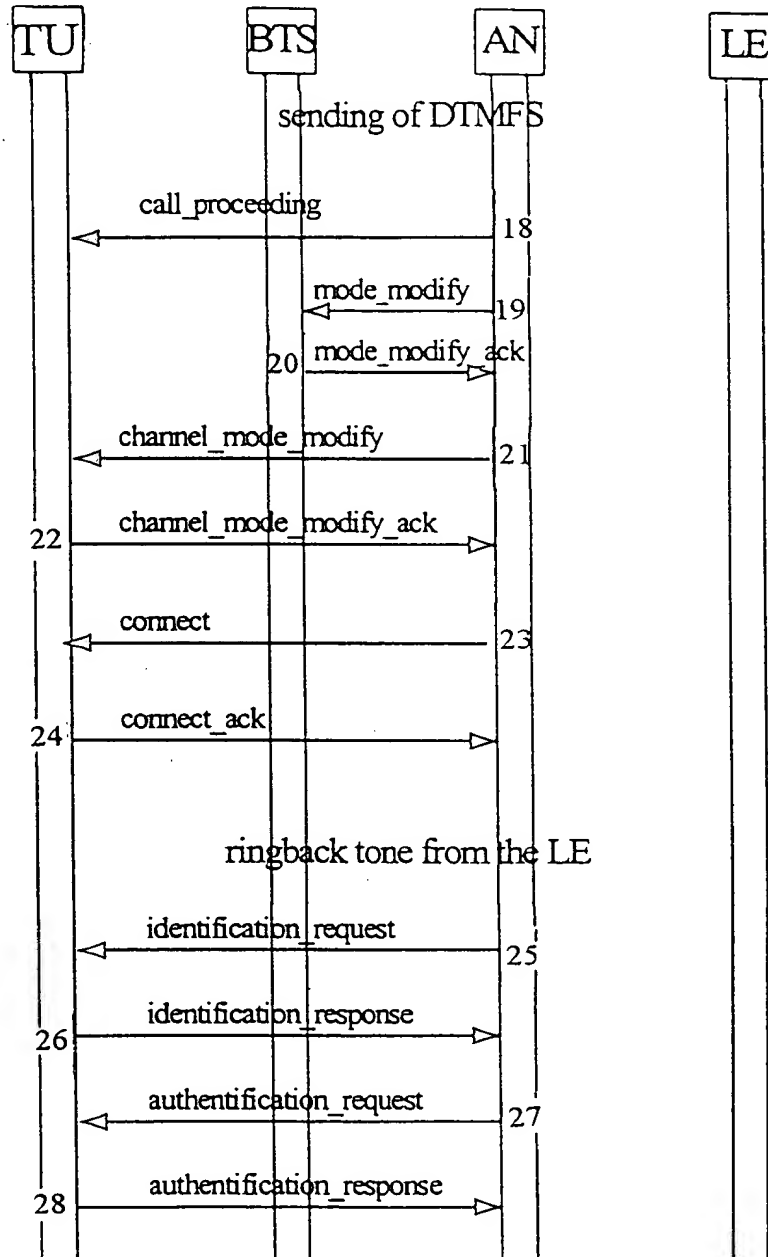 TU BTS AN LE
sending of DTMFS
call_proceeding
18
mode_modify
19
20 mode_modify_ack
channel_mode_modify
21
22 channel_mode_modify_ack
connect
23
24 connect_ack
ringback tone from the LE
identification_request
25
26 identification_response
authentification_request
27
28 authentification_response